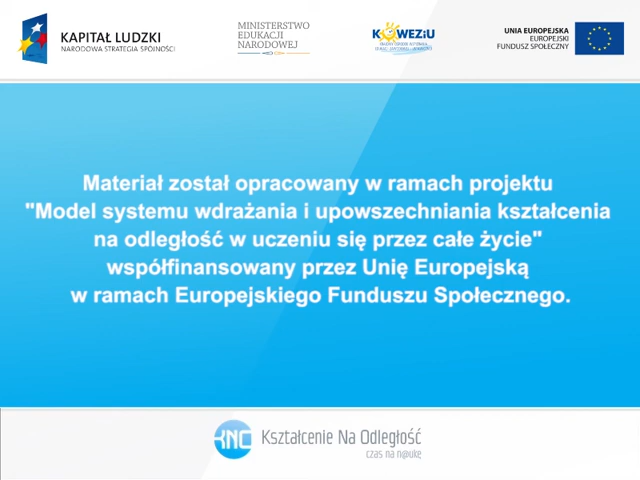 KAPITAŁ LUDZKI
NARODOWA STRATEGIA SPÓJNOŚCI
MINISTERSTWO
EDUKACJI
NARODOWEJ
KOWEZiU
UNIA EUROPEJSKA
EUROPEJSKI
FUNDUSZ SPOŁECZNY
Materiał został opracowany w ramach projektu
"Model systemu wdrażania i upowszechniania kształcenia
na odległość w uczeniu się przez całe życie"
współfinansowany przez Unię Europejską
w ramach Europejskiego Funduszu Społecznego.
KNO Kształcenie Na Odległość
czas na n@ukę